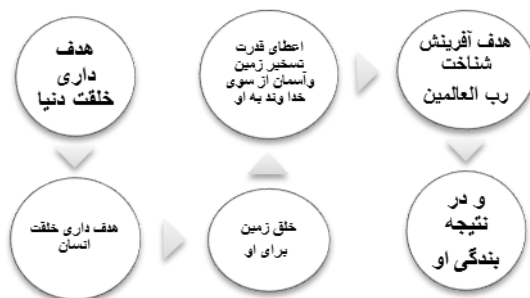 هدف
داری
خلقت دنیا
هدف داری خلقت
انسان
خلق زمین
برای او
اعطای قدرت
تسخیر زمین
وآسمان از سوی
خدا وند به او
هدف آفرینش
شناخت
رب العالمین
و در
نتیجه
بندگی او